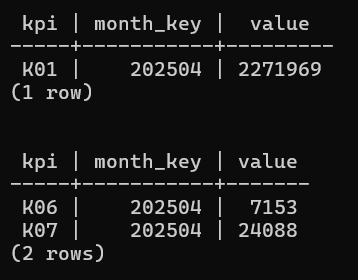 kpi | month_key |  value
-----+-----------+---------
 K01 |    202504 | 2271969
(1 row)

 kpi | month_key | value
-----+-----------+-------
 K06 |    202504 |  7153
 K07 |    202504 | 24088
(2 rows)